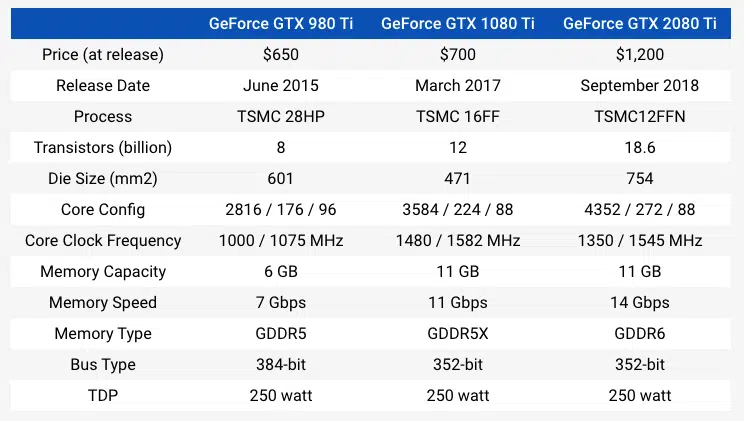 GeForce GTX 980 Ti GeForce GTX 1080 Ti GeForce GTX 2080 Ti
Price (at release) $650 $700 $1,200
Release Date June 2015 March 2017 September 2018
Process TSMC 28HP TSMC 16FF TSMC12FFN
Transistors (billion) 8 12 18.6
Die Size (mm2) 601 471 754
Core Config 2816 / 176 / 96 3584 / 224 / 88 4352 / 272 / 88
Core Clock Frequency 1000 / 1075 MHz 1480 / 1582 MHz 1350 / 1545 MHz
Memory Capacity 6 GB 11 GB 11 GB
Memory Speed 7 Gbps 11 Gbps 14 Gbps
Memory Type GDDR5 GDDR5X GDDR6
Bus Type 384-bit 352-bit 352-bit
TDP 250 watt 250 watt 250 watt